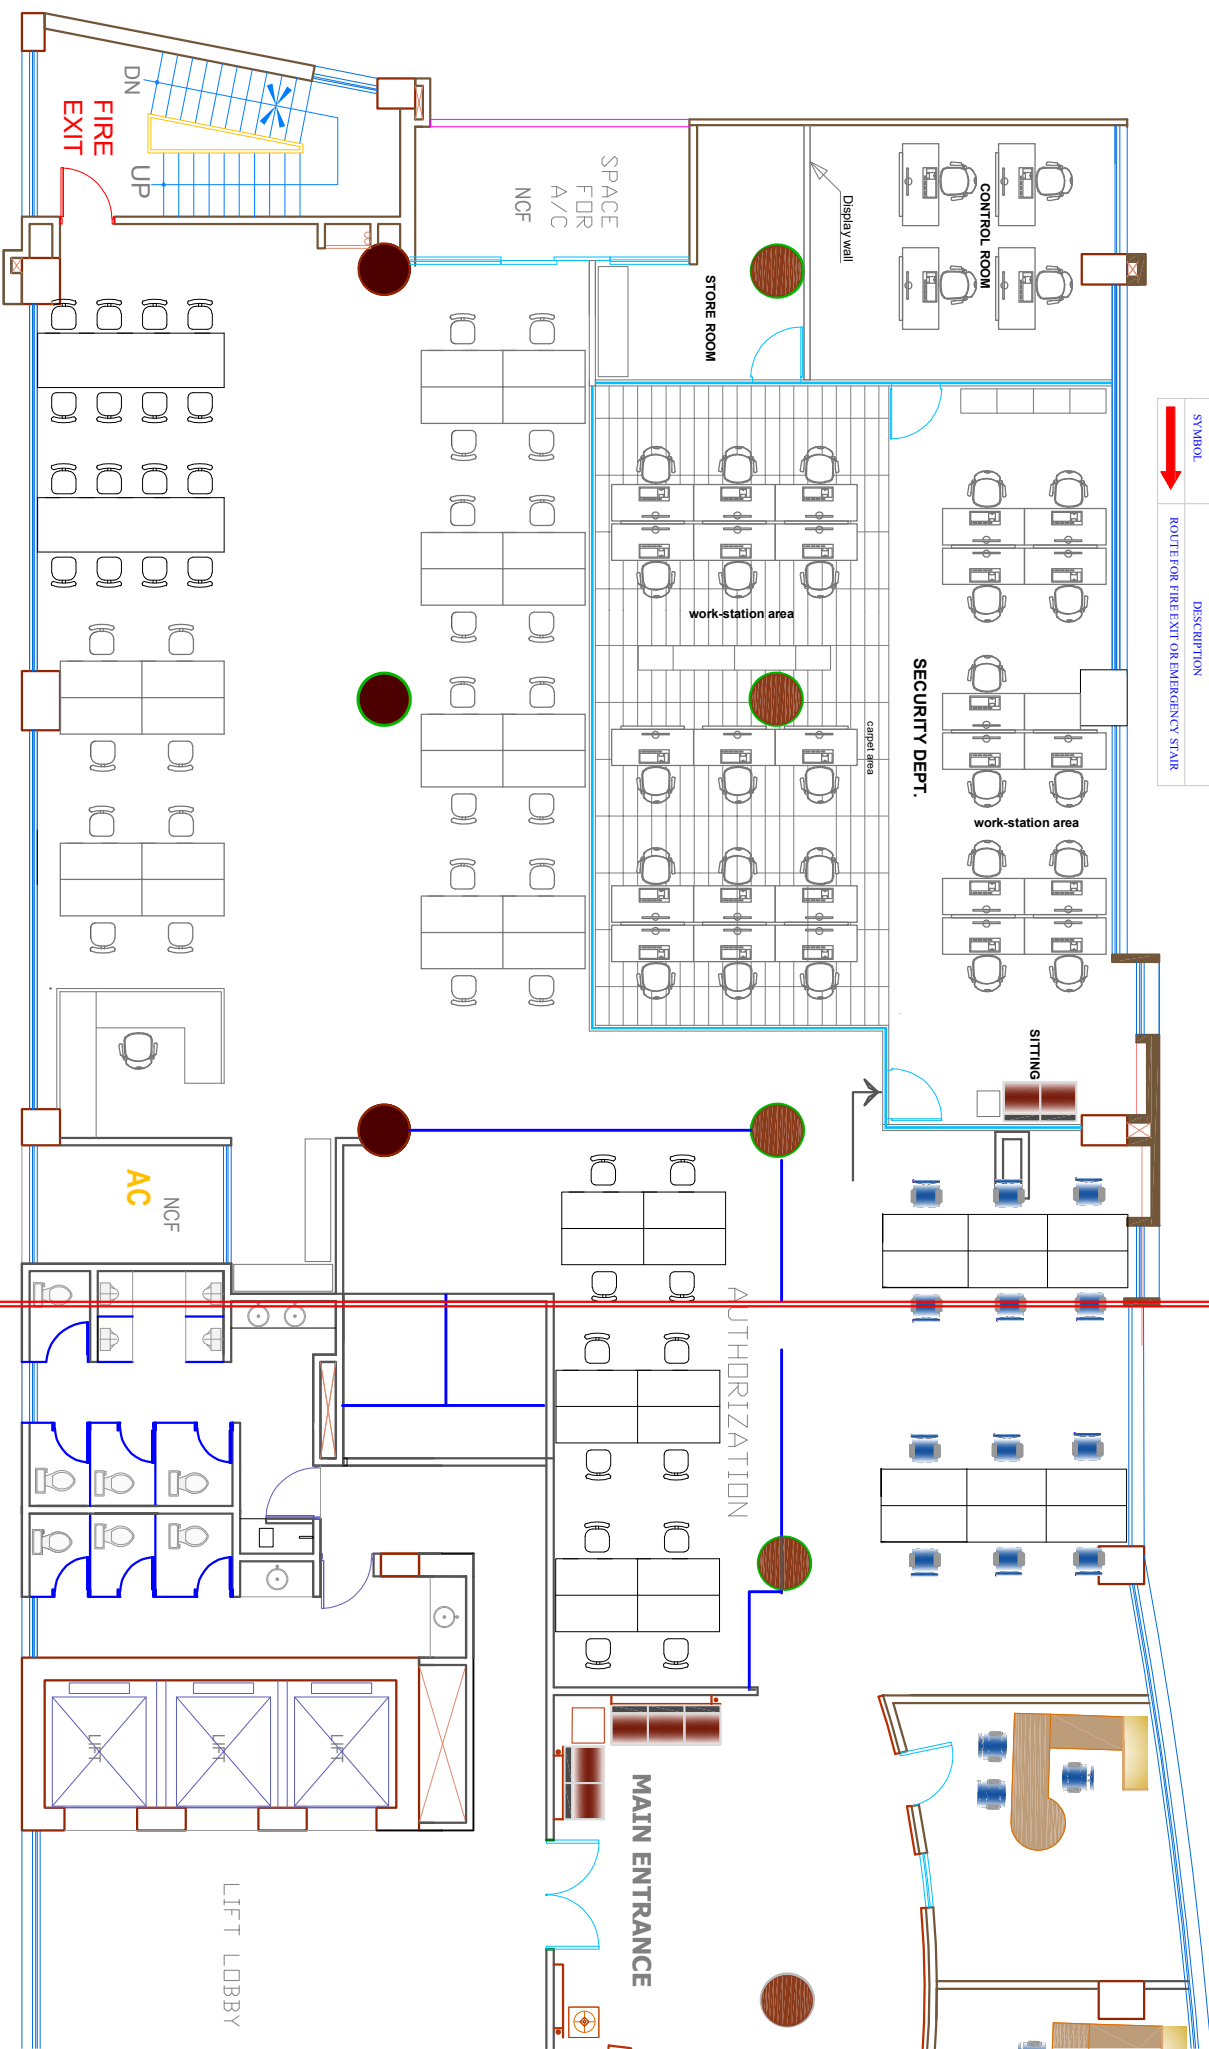 DN
UP
FIRE
EXIT
SPACE
FOR
A/C
NCF
Display wall
CONTROL ROOM
STORE ROOM
SYMBOL
DESCRIPTION
ROUTE FOR FIRE EXIT OR EMERGENCY STAIR
work-station area
carpet area
SECURITY DEPT.
work-station area
SITTING
AC
NCF
AUTHORIZATION
LIFT
LIFT
LIFT
MAIN ENTRANCE
LIFT LOBBY